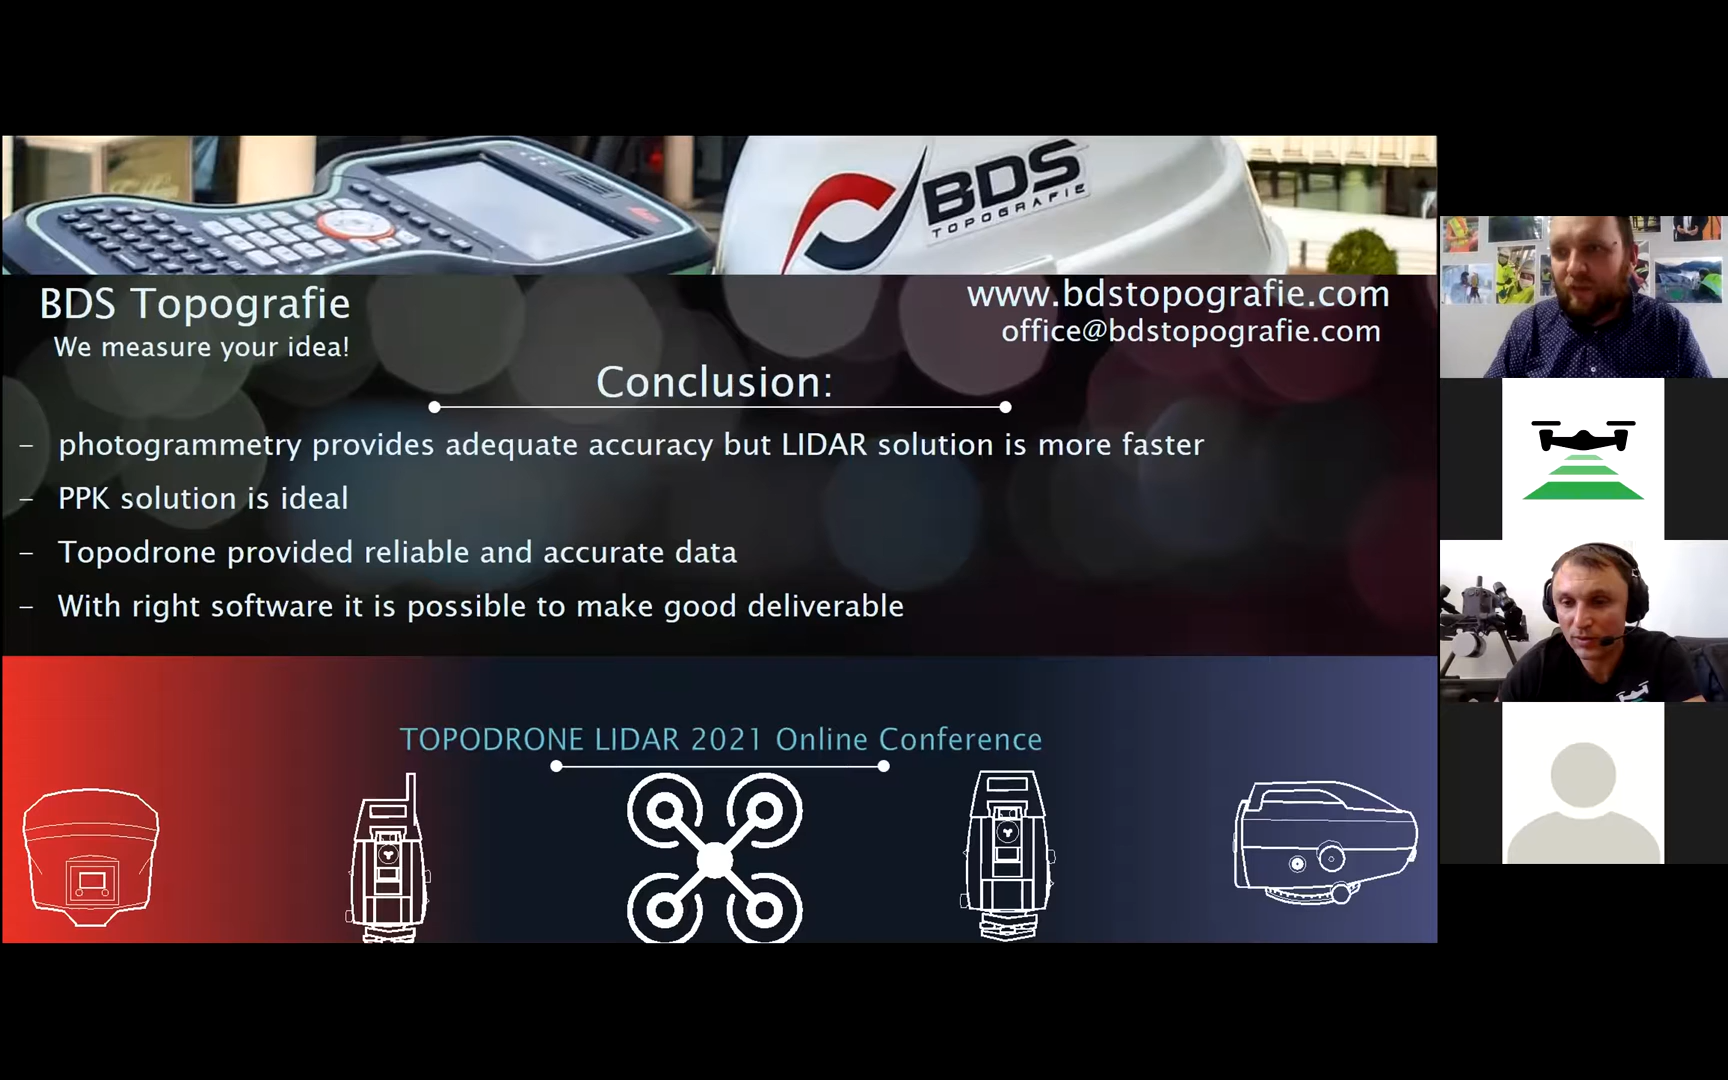 BDS
TOPOGRAFIE
BDS Topografie
We measure your idea!
www.bdstopografie.com
office@bdstopografie.com
Conclusion:
– photogrammetry provides adequate accuracy but LIDAR solution is more faster
– PPK solution is ideal
– Topodrone provided reliable and accurate data
– With right software it is possible to make good deliverable
TOPODRONE LIDAR 2021 Online Conference